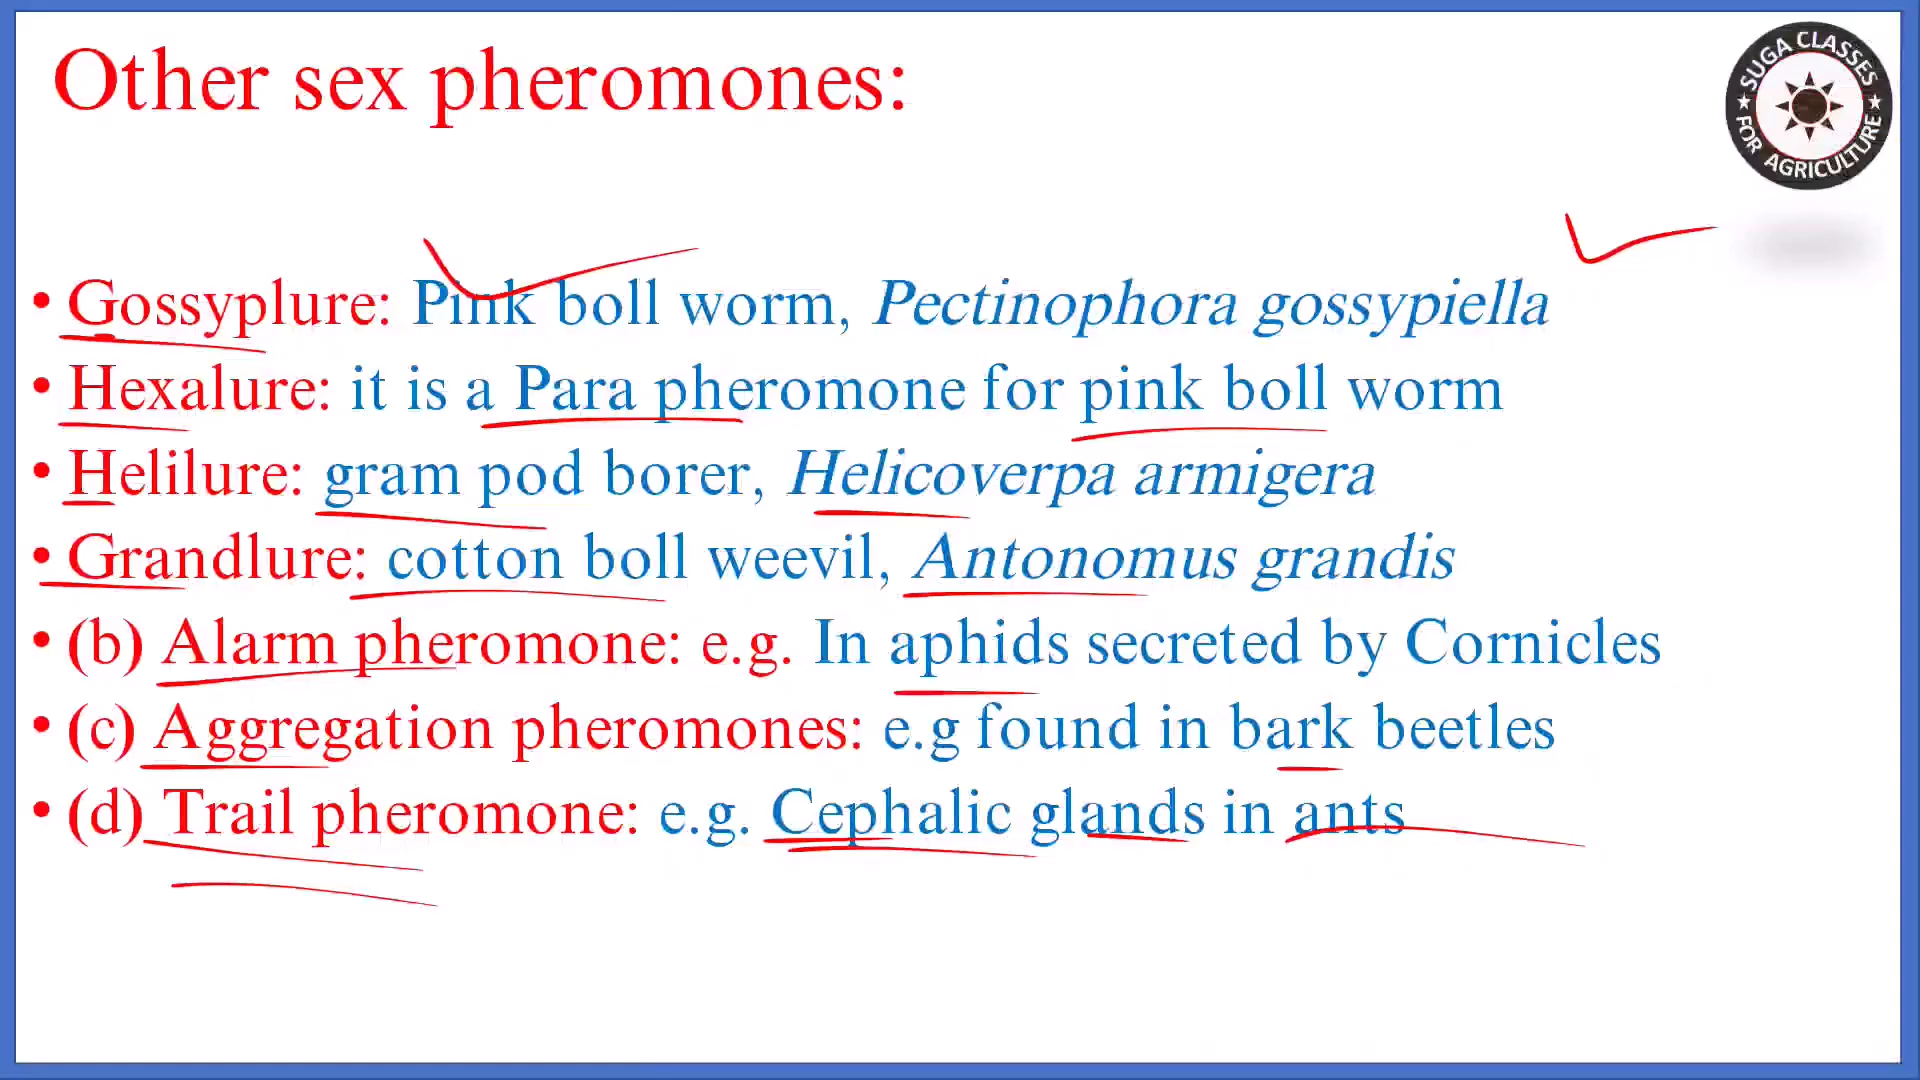 Other sex pheromones:
SUGA CLASSES
FOR AGRICULTURE
• Gossyplure: Pink boll worm, Pectinophora gossypiella
• Hexalure: it is a Para pheromone for pink boll worm
• Helilure: gram pod borer, Helicoverpa armigera
• Grandlure: cotton boll weevil, Antonomus grandis
• (b) Alarm pheromone: e.g. In aphids secreted by Cornicles
• (c) Aggregation pheromones: e.g found in bark beetles
• (d) Trail pheromone: e.g. Cephalic glands in ants